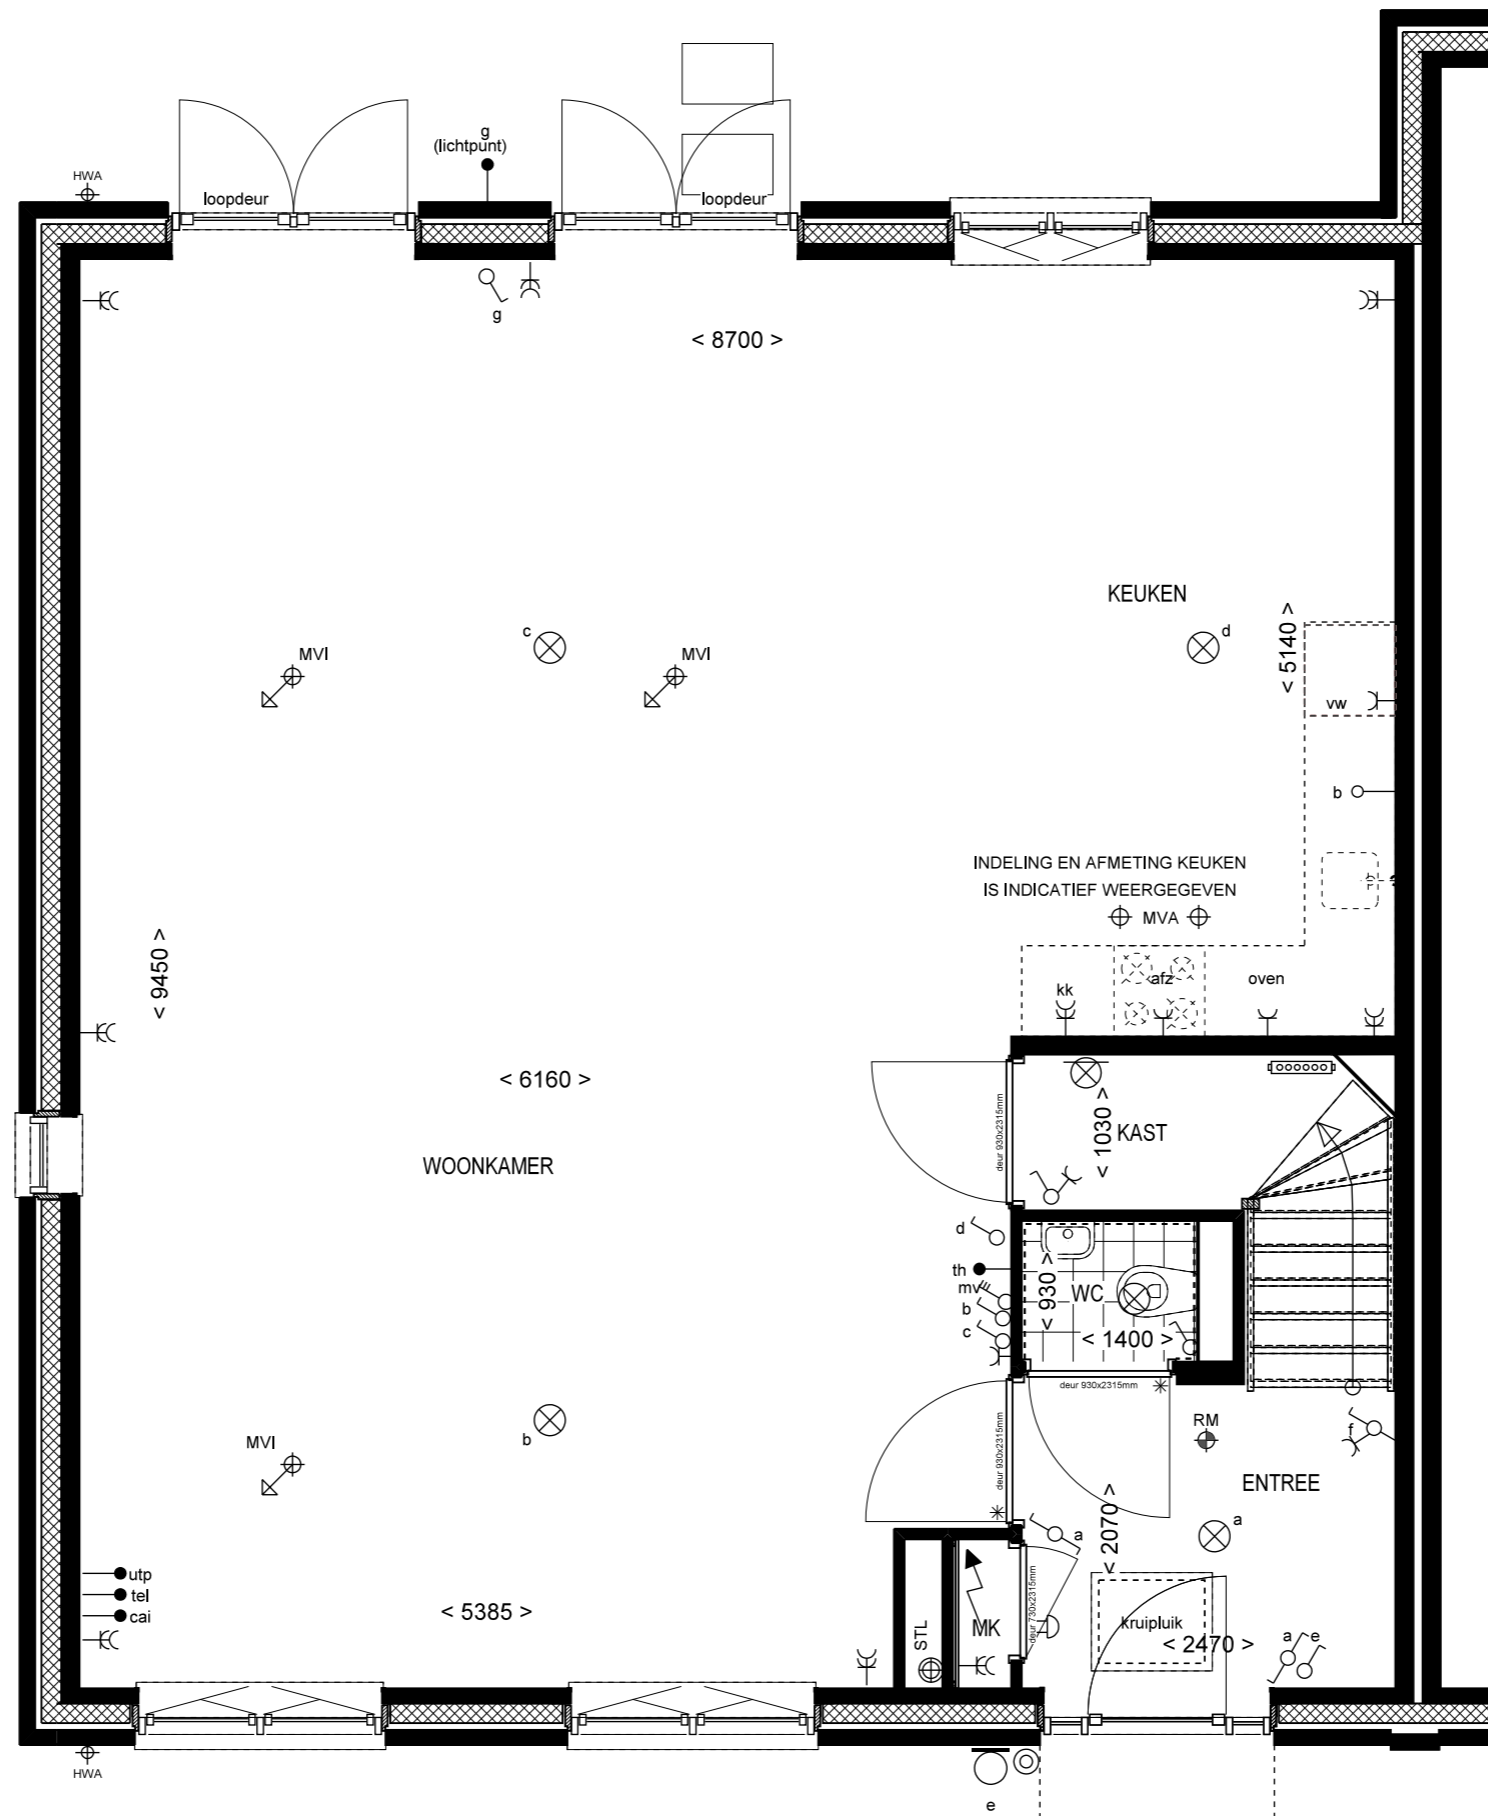 g
(lichtpunt)
HWA
loopdeur
loopdeur
g
< 8700 >
KEUKEN
c
d
MVI
MVI
< 5140 >
vw
b
INDELING EN AFMETING KEUKEN
IS INDICATIEF WEERGEGEVEN
MVA
< 9450 >
kk
afz
oven
< 6160 >
deur 930x2315mm
< 1030 >
KAST
WOONKAMER
d
th
mv
b
c
< 930 >
WC
< 1400 >
deur 930x2315mm
MVI
b
deur 930x2315mm
RM
f
ENTREE
a
a
< 2070 >
utp
tel
cai
< 5385 >
STL
MK
deur 730x2315mm
kruipluik
< 2470 >
a
e
HWA
e